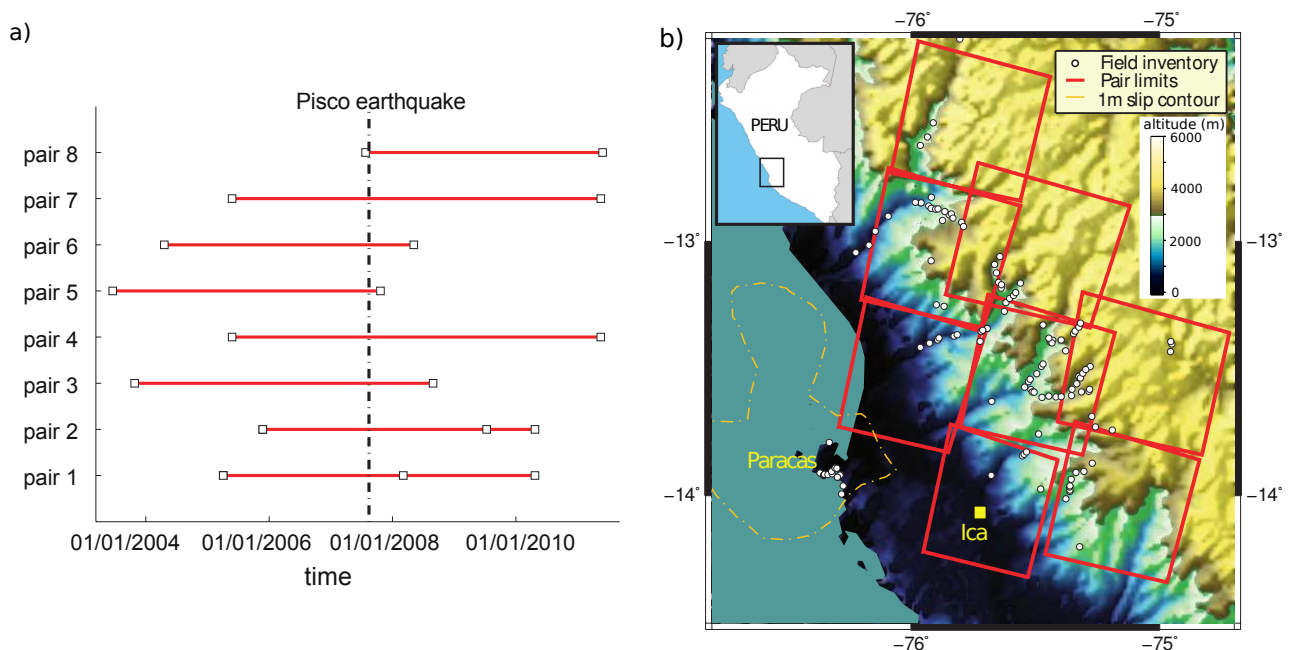 a)
Pisco earthquake
pair 8
pair 7
pair 6
pair 5
pair 4
pair 3
pair 2
pair 1
01/01/2004 01/01/2006 01/01/2008 01/01/2010
time
b)
−76˚ −75˚
PERU
Field inventory
Pair limits
1m slip contour
altitude (m)
6000
4000
2000
0
−13˚ −13˚
Paracas
−14˚ −14˚
Ica
−76˚ −75˚